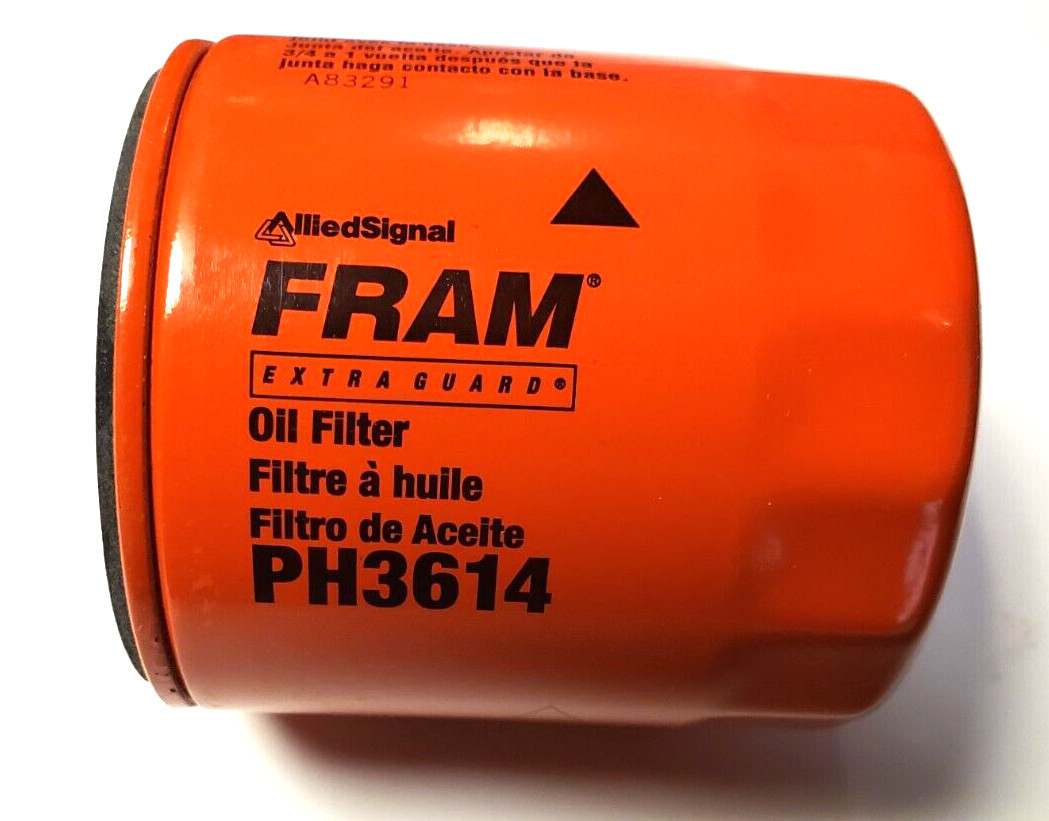 Junta del aceite. Apretar de
3/4 a 1 vuelta después que la
junta haga contacto con la base.
A83291
AlliedSignal
FRAM®
EXTRA GUARD®
Oil Filter
Filtre à huile
Filtro de Aceite
PH3614